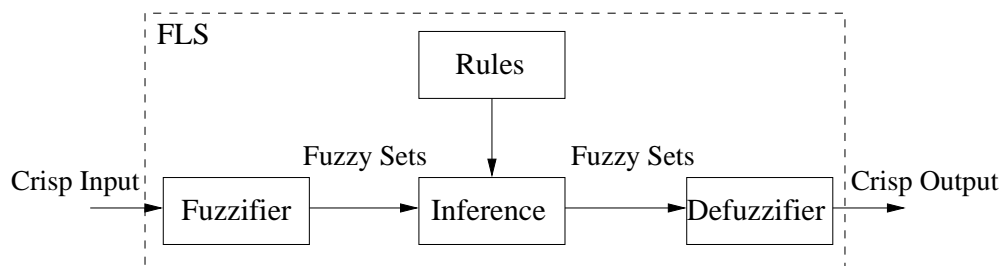 FLS
Rules
Fuzzy Sets
Fuzzy Sets
Crisp Input
Crisp Output
Fuzzifier
Inference
Defuzzifier